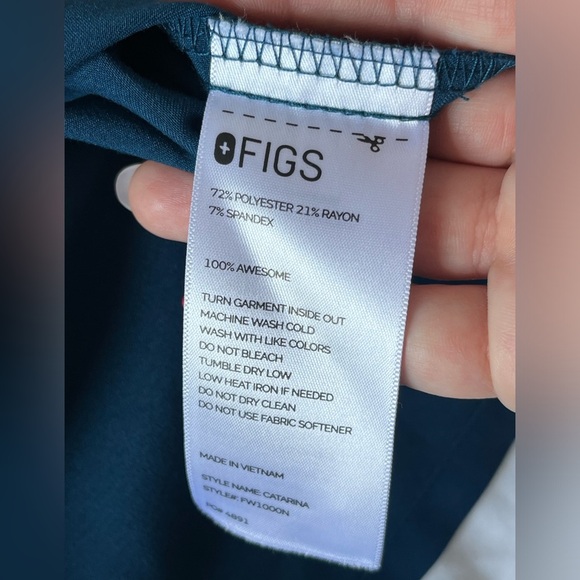 FIGS
72% POLYESTER 21% RAYON
7% SPANDEX
100% AWESOME
TURN GARMENT INSIDE OUT
MACHINE WASH COLD
WASH WITH LIKE COLORS
DO NOT BLEACH
TUMBLE DRY LOW
LOW HEAT IRON IF NEEDED
DO NOT DRY CLEAN
DO NOT USE FABRIC SOFTENER
MADE IN VIETNAM
STYLE NAME: CATARINA
STYLE#: FW1000N
PO# 4891